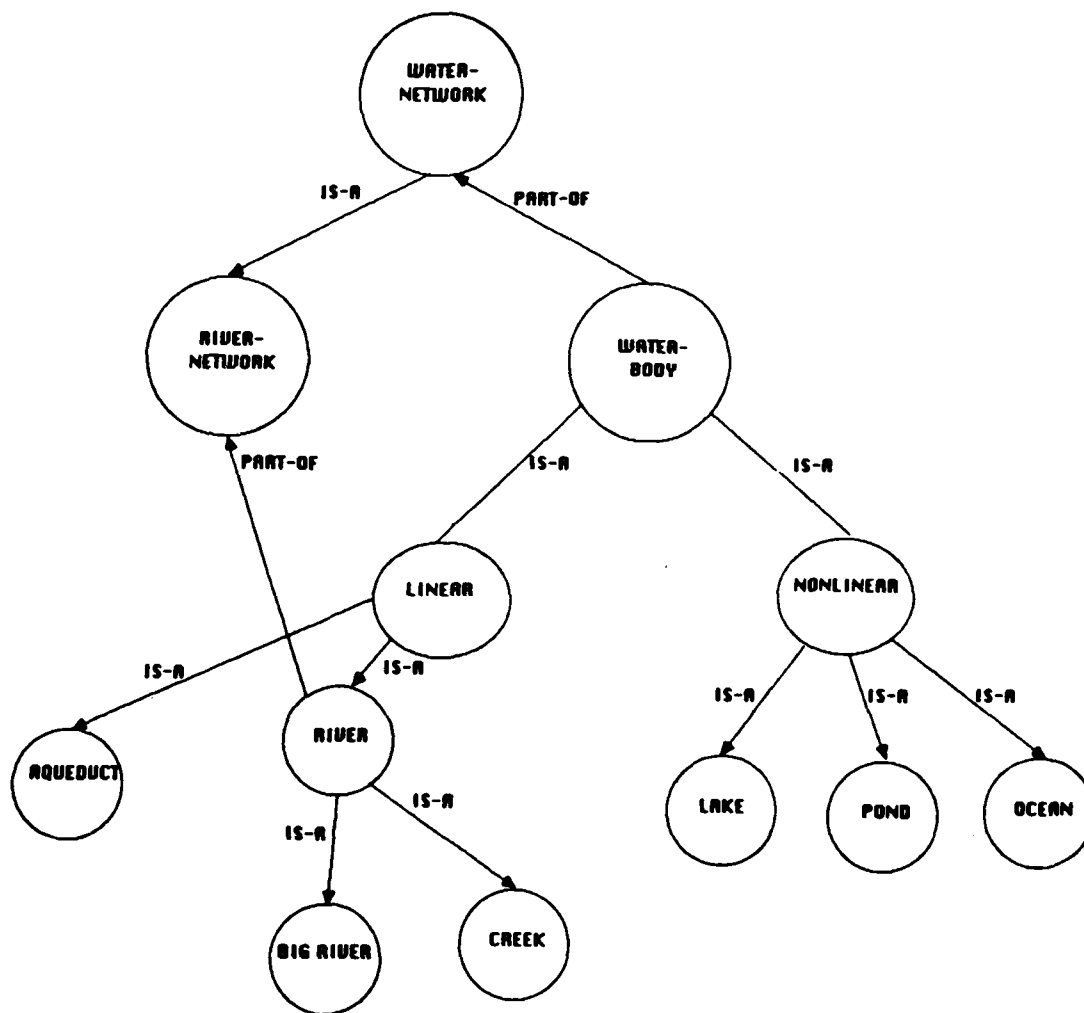 WATER-
NETWORK
IS-A
PART-OF
RIVER-
NETWORK
WATER-
BODY
PART-OF
IS-A
IS-A
LINEAR
NONLINEAR
IS-A
IS-A
IS-A
IS-A
IS-A
RIVER
AQUEDUCT
LAKE
POND
OCEAN
IS-A
IS-A
BIG RIVER
CREEK